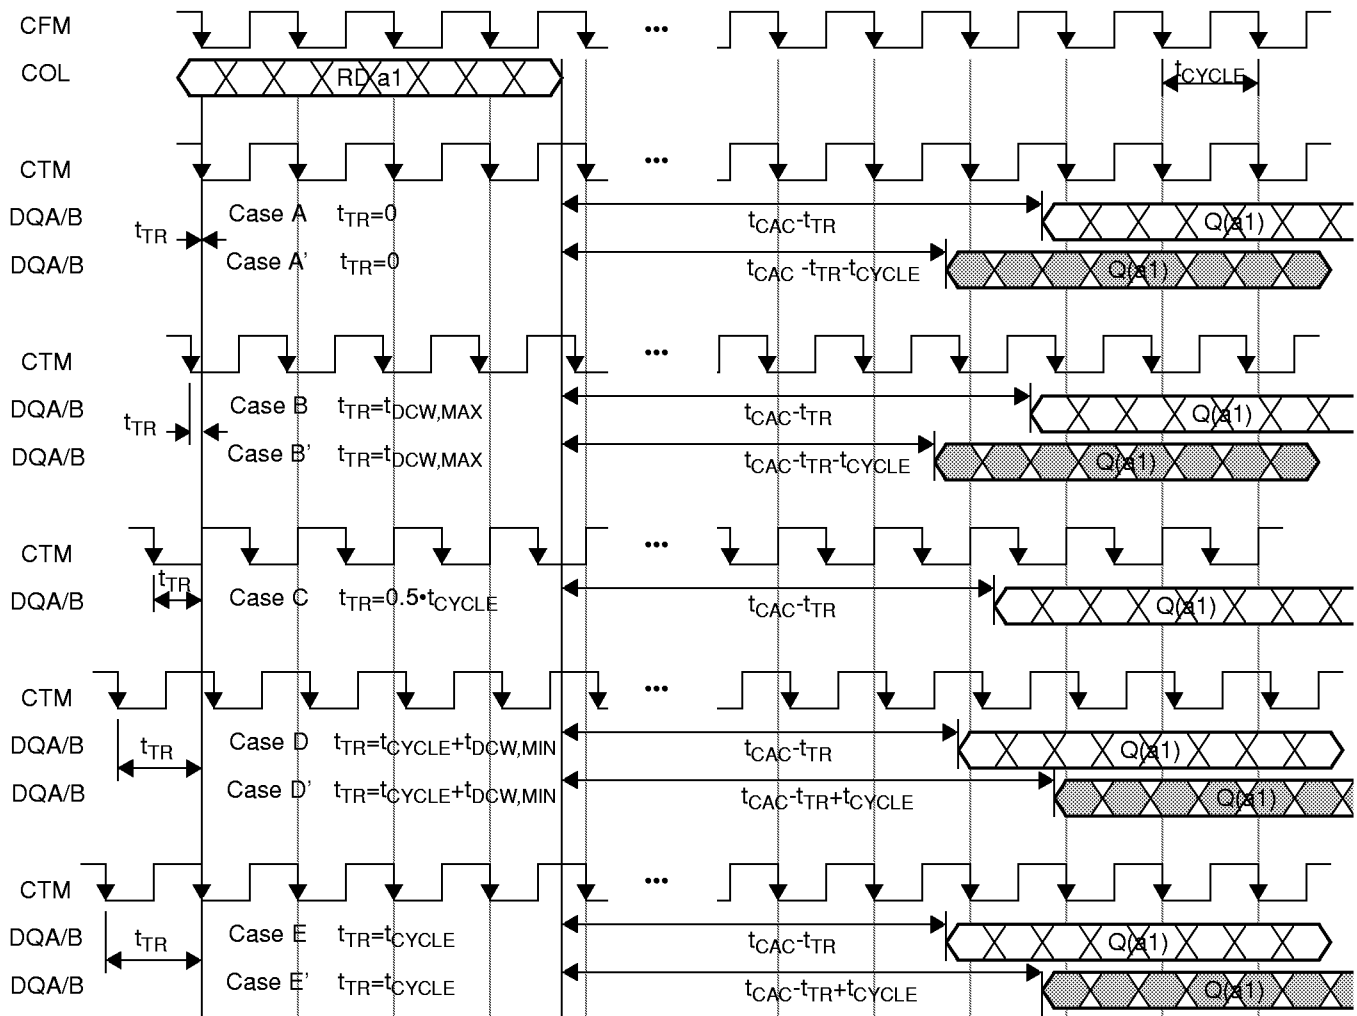 CFM •••
COL RD a1 tCYCLE
CTM •••
DQA/B Case A tTR=0 tCAC-tTR Q(a1)
tTR
DQA/B Case A' tTR=0 tCAC -tTR-tCYCLE Q(a1)
CTM •••
DQA/B Case B tTR=tDCW,MAX tCAC-tTR Q(a1)
tTR
DQA/B Case B' tTR=tDCW,MAX tCAC-tTR-tCYCLE Q(a1)
CTM •••
tTR
DQA/B Case C tTR=0.5•tCYCLE tCAC-tTR Q(a1)
CTM •••
DQA/B tTR Case D tTR=tCYCLE+tDCW,MIN tCAC-tTR Q(a1)
DQA/B Case D' tTR=tCYCLE+tDCW,MIN tCAC-tTR+tCYCLE Q(a1)
CTM •••
DQA/B tTR Case E tTR=tCYCLE tCAC-tTR Q(a1)
DQA/B Case E' tTR=tCYCLE tCAC-tTR+tCYCLE Q(a1)